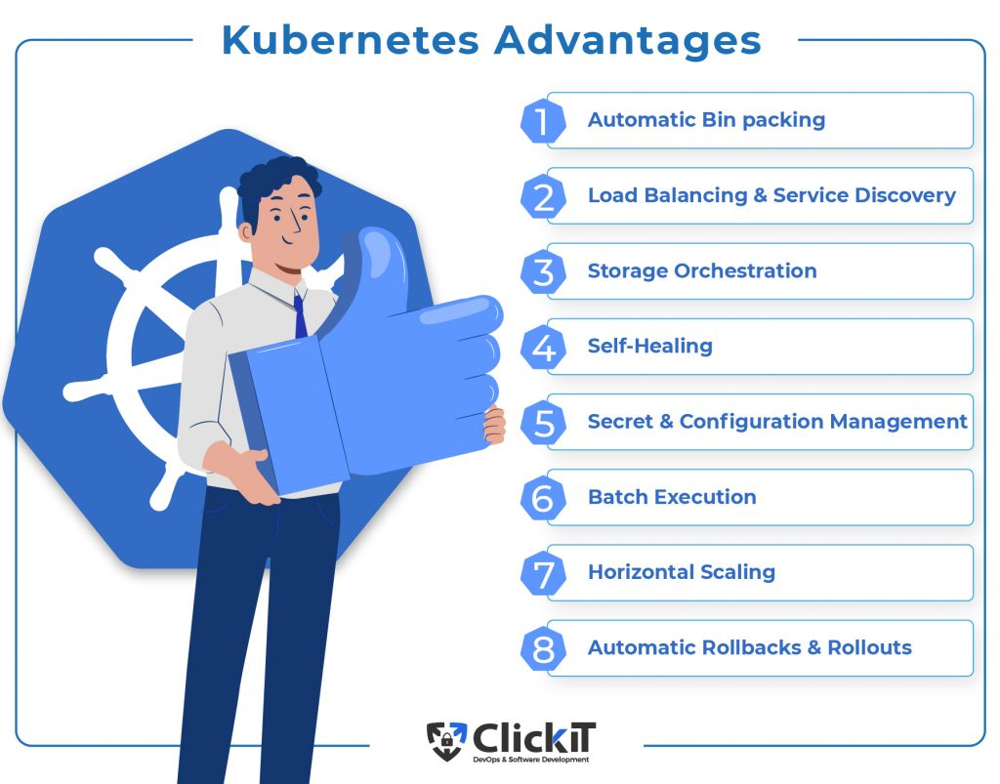 Kubernetes Advantages
1 Automatic Bin packing
2 Load Balancing & Service Discovery
3 Storage Orchestration
4 Self-Healing
5 Secret & Configuration Management
6 Batch Execution
7 Horizontal Scaling
8 Automatic Rollbacks & Rollouts
ClickIT
DevOps & Software Development